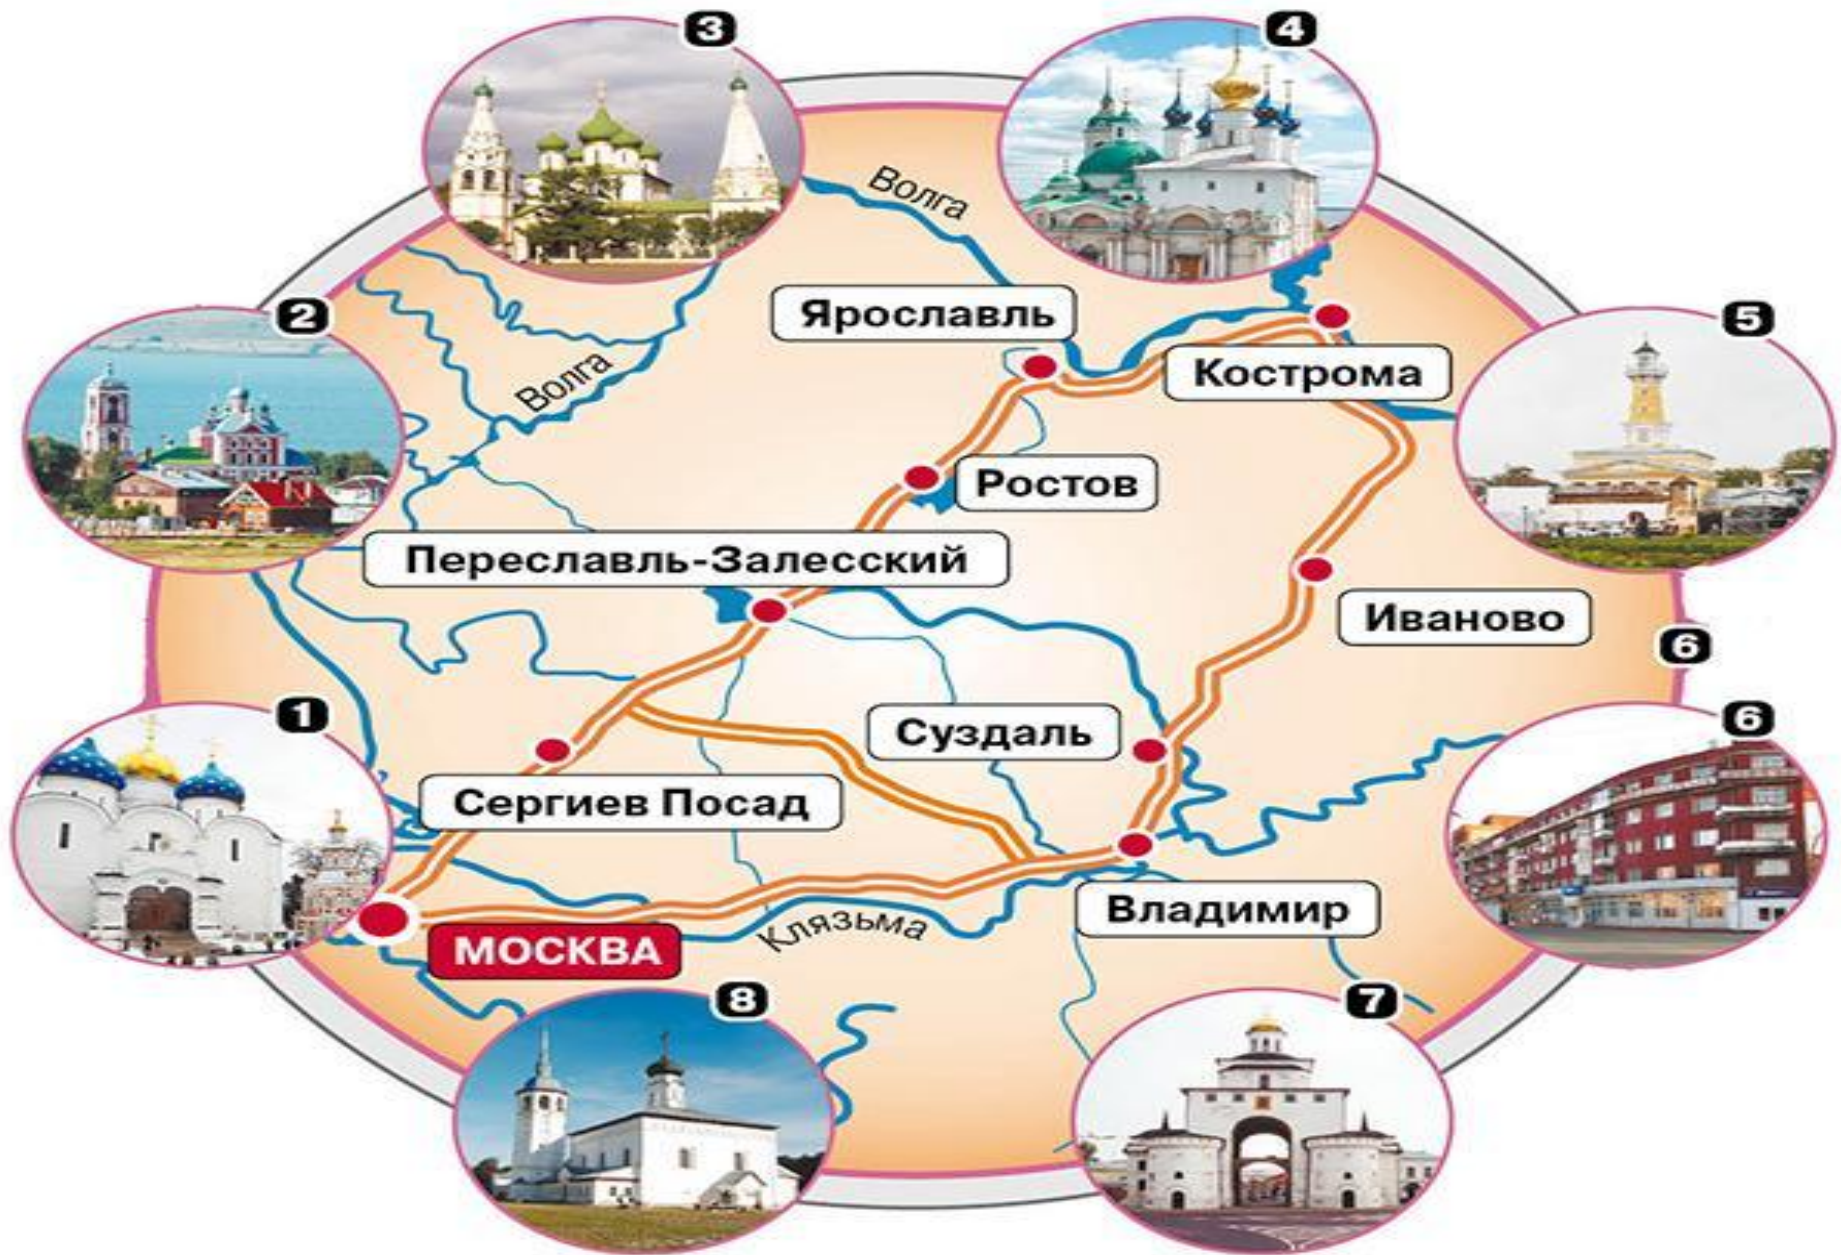 3
4
Волга
2
Ярославль
5
Волга
Кострома
Ростов
Переславль-Залесский
Иваново
6
1
Суздаль
6
Сергиев Посад
Владимир
МОСКВА
Клязьма
8
7